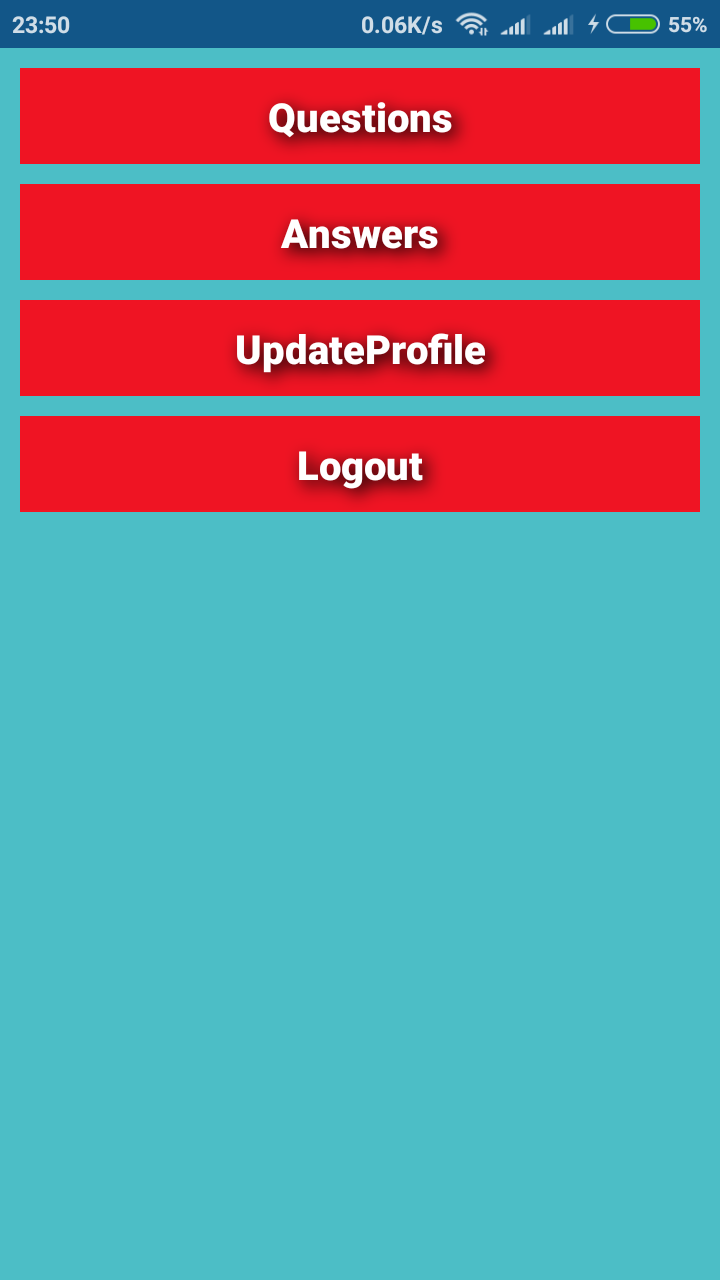 23:50 0.06K/s 55%
Questions
Answers
UpdateProfile
Logout